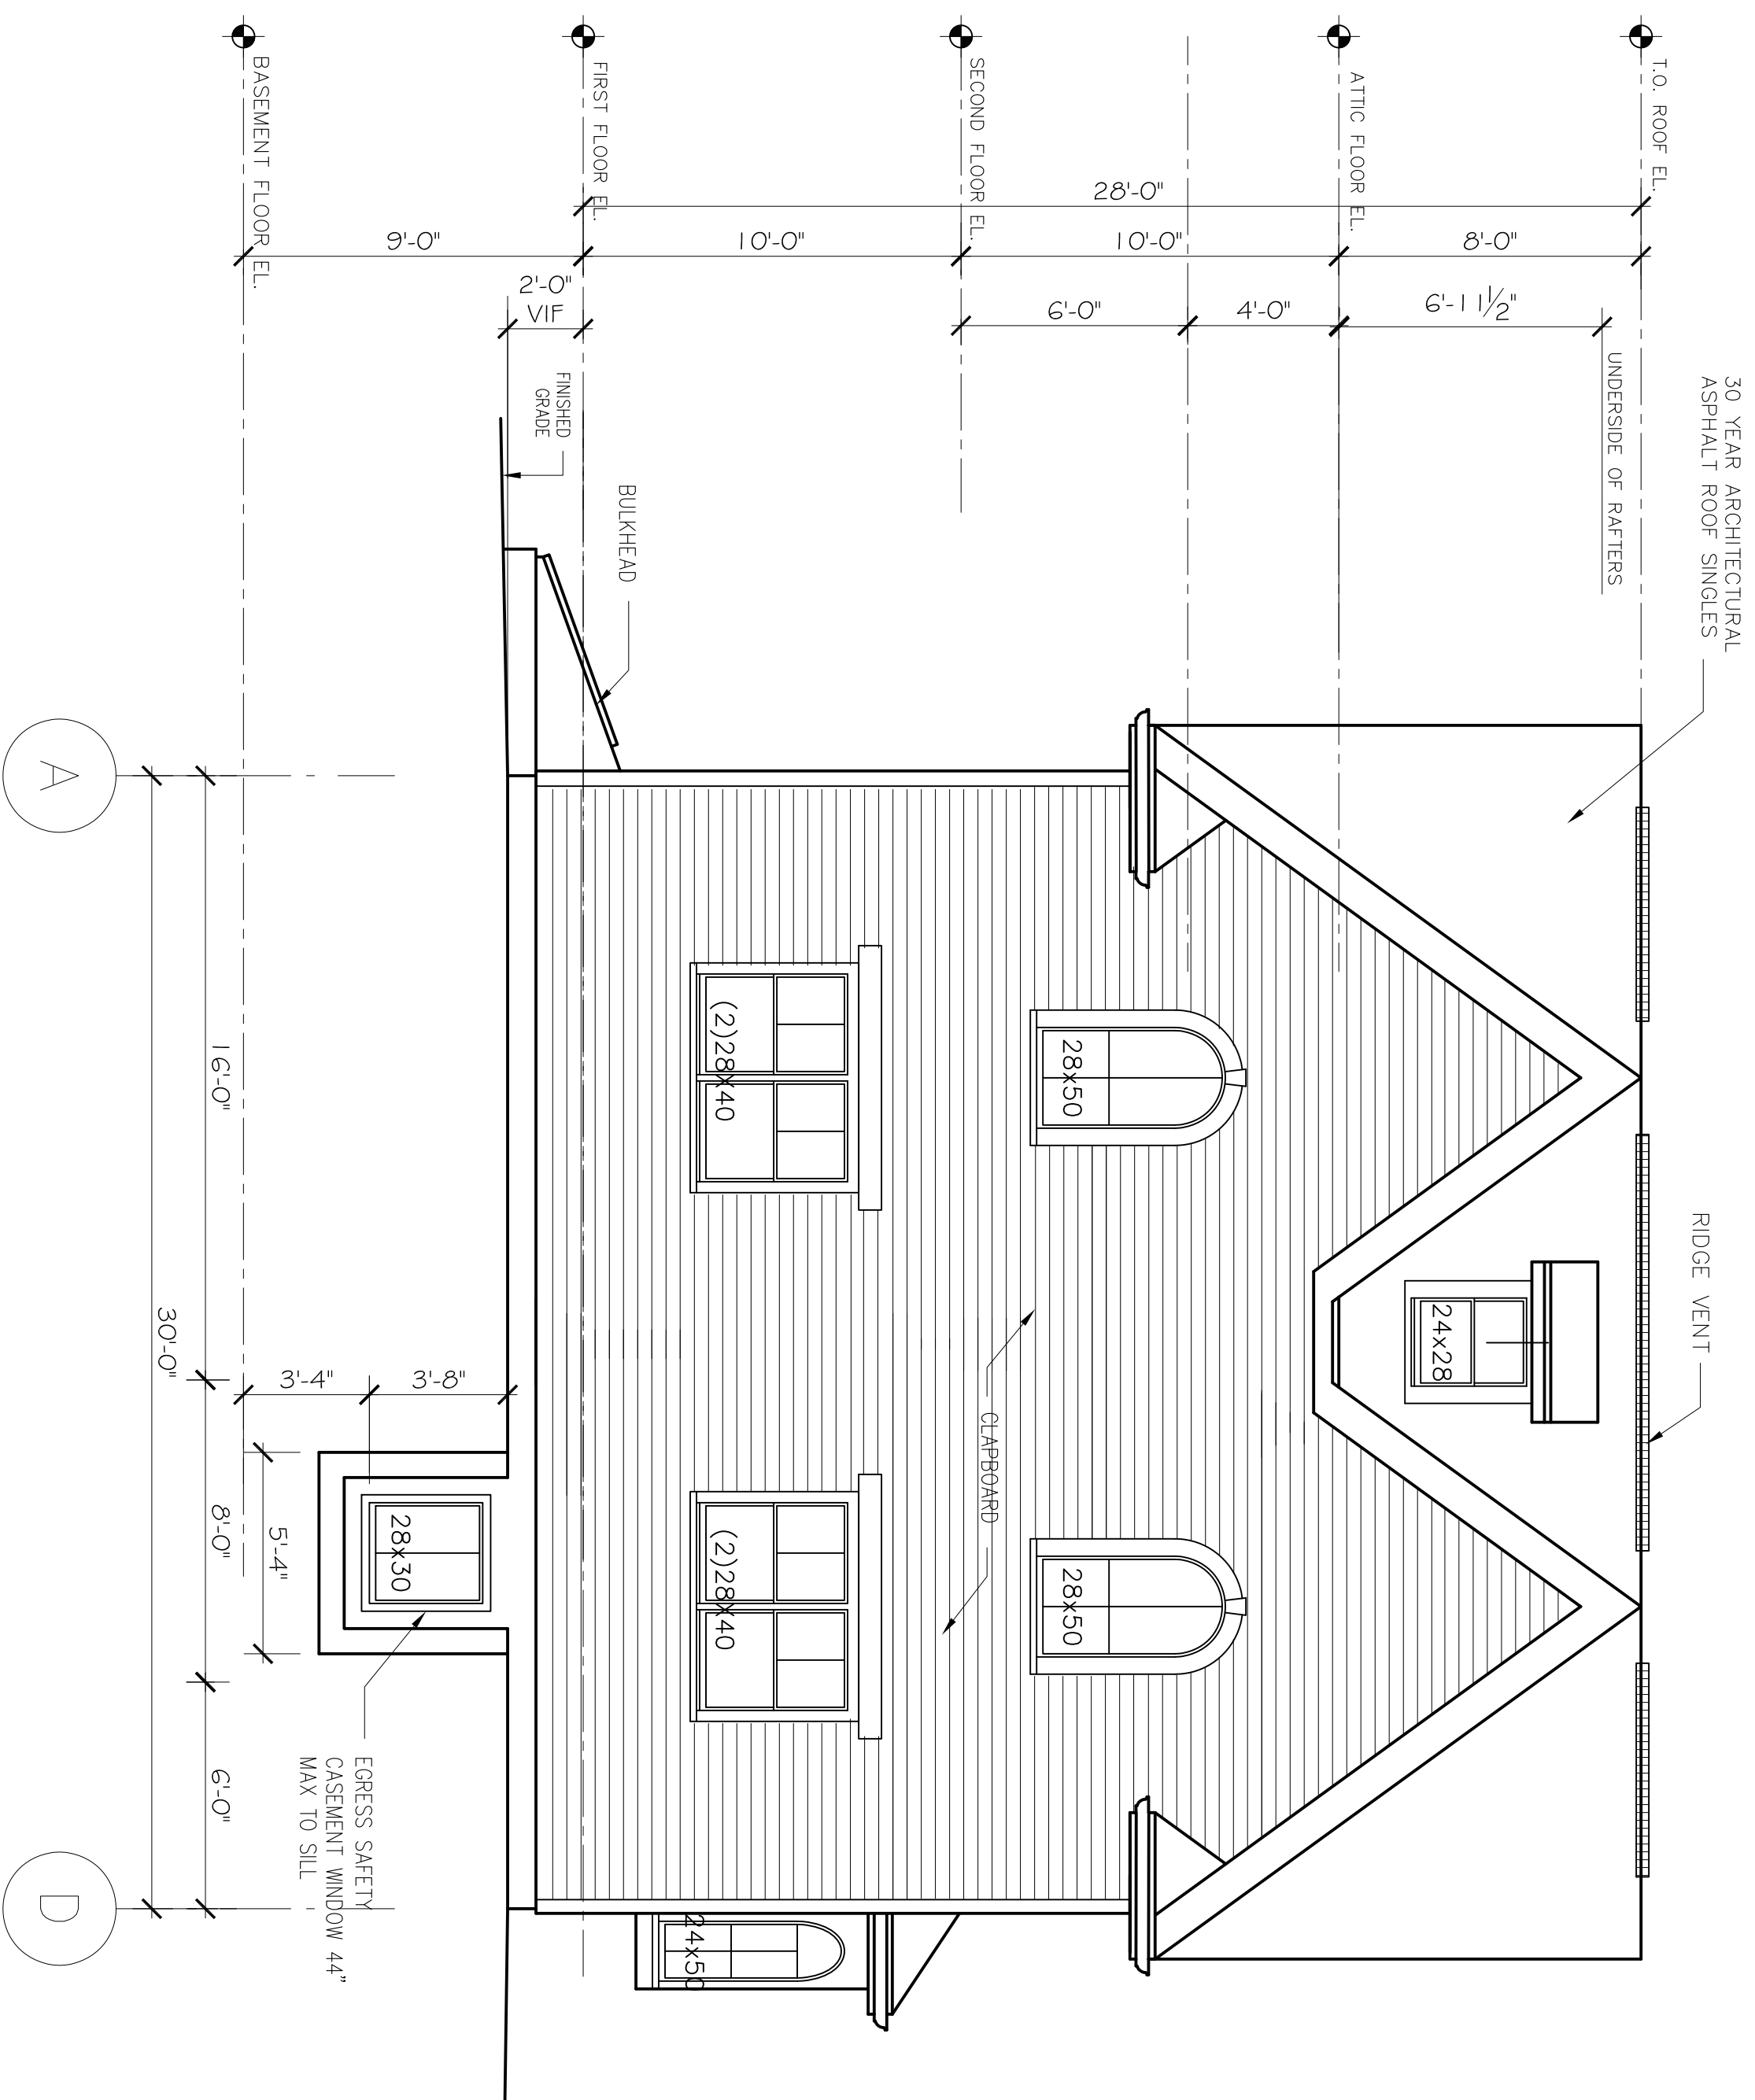 30 YEAR ARCHITECTURAL
ASPHALT ROOF SINGLES
RIDGE VENT
T.O. ROOF EL.
UNDERSIDE OF RAFTERS
8'-0"
6'-11 1/2"
24x28
ATTIC FLOOR EL.
28'-0"
10'-0"
4'-0"
6'-0"
28x50
28x50
SECOND FLOOR EL.
CLAPBOARD
10'-0"
(2)28X40
(2)28X40
24x50
BULKHEAD
FIRST FLOOR EL.
2'-0"
VIF
FINISHED
GRADE
9'-0"
3'-8"
3'-4"
28x30
EGRESS SAFETY
CASEMENT WINDOW 44"
MAX TO SILL
BASEMENT FLOOR EL.
5'-4"
16'-0"
8'-0"
6'-0"
30'-0"
A
D